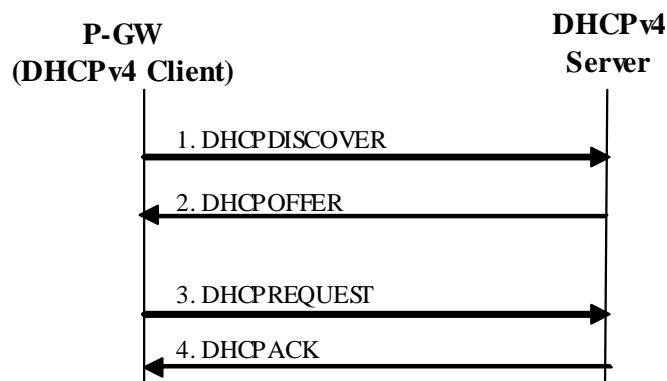 P-GW
(DHCPv4 Client)
DHCPv4
Server
1. DHCPDISCOVER
2. DHCPOFFER
3. DHCPREQUEST
4. DHCPACK